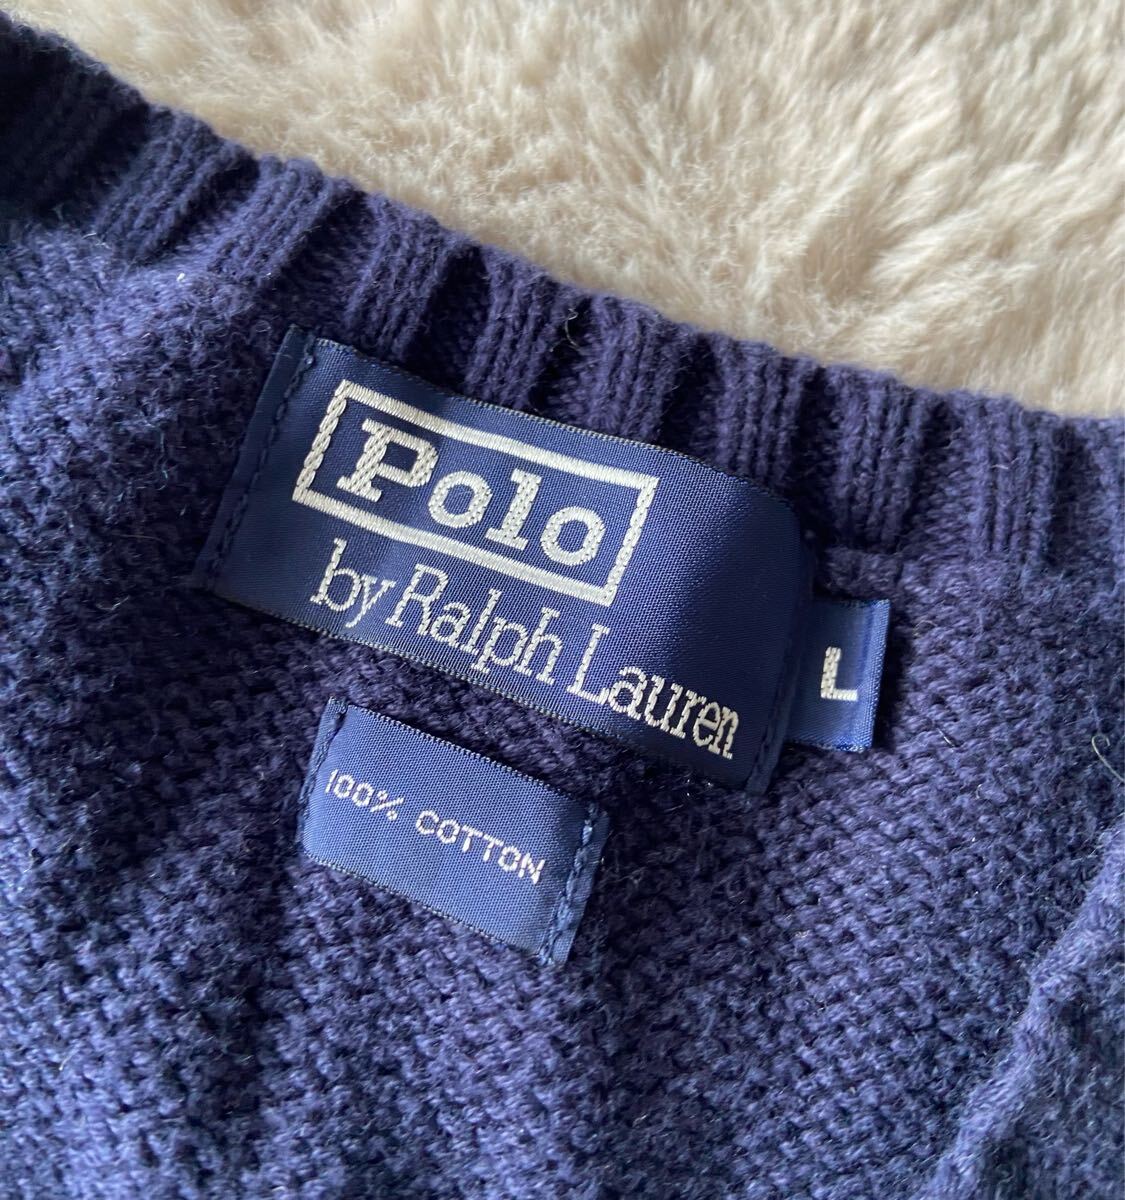 Polo
by Ralph Lauren
L
100% COTTON